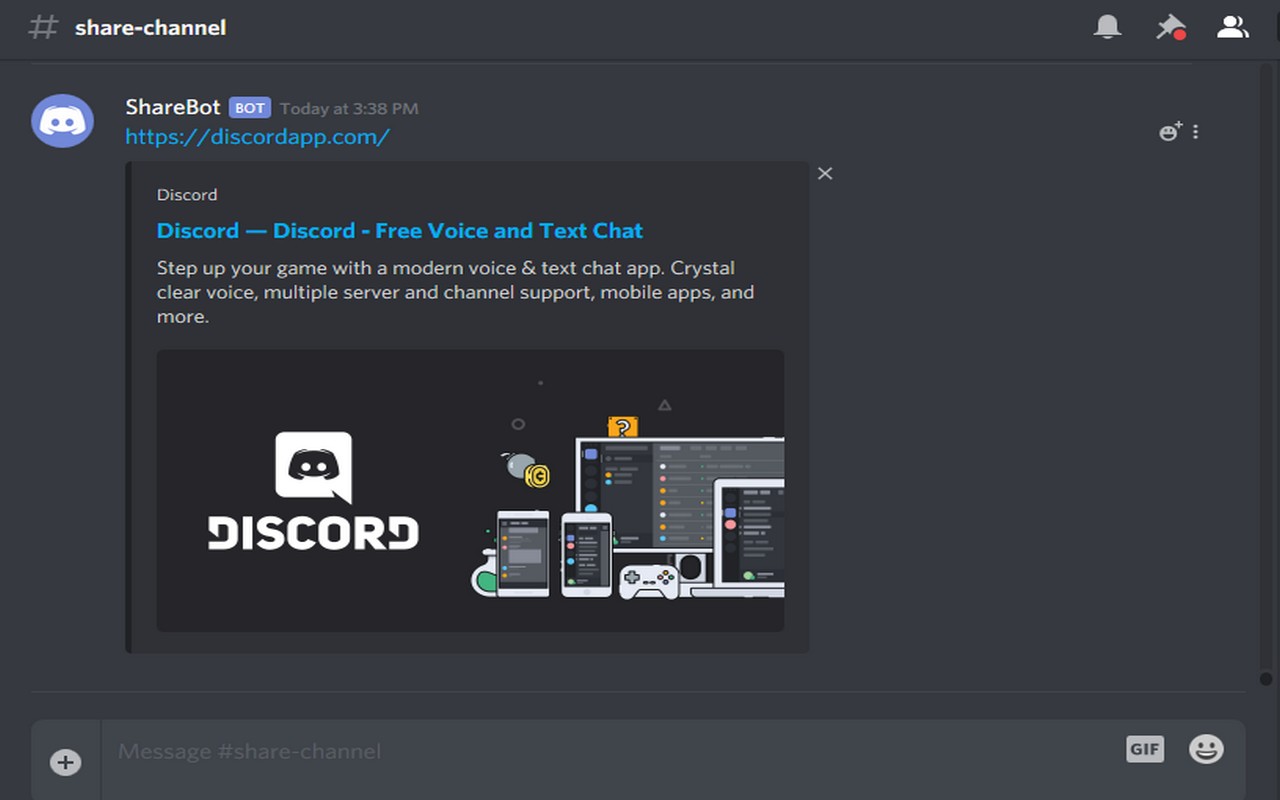 # share-channel
ShareBot BOT Today at 3:38 PM
https://discordapp.com/
Discord
Discord — Discord - Free Voice and Text Chat
Step up your game with a modern voice & text chat app. Crystal
clear voice, multiple server and channel support, mobile apps, and
more.
?
DISCORD
Message #share-channel
GIF